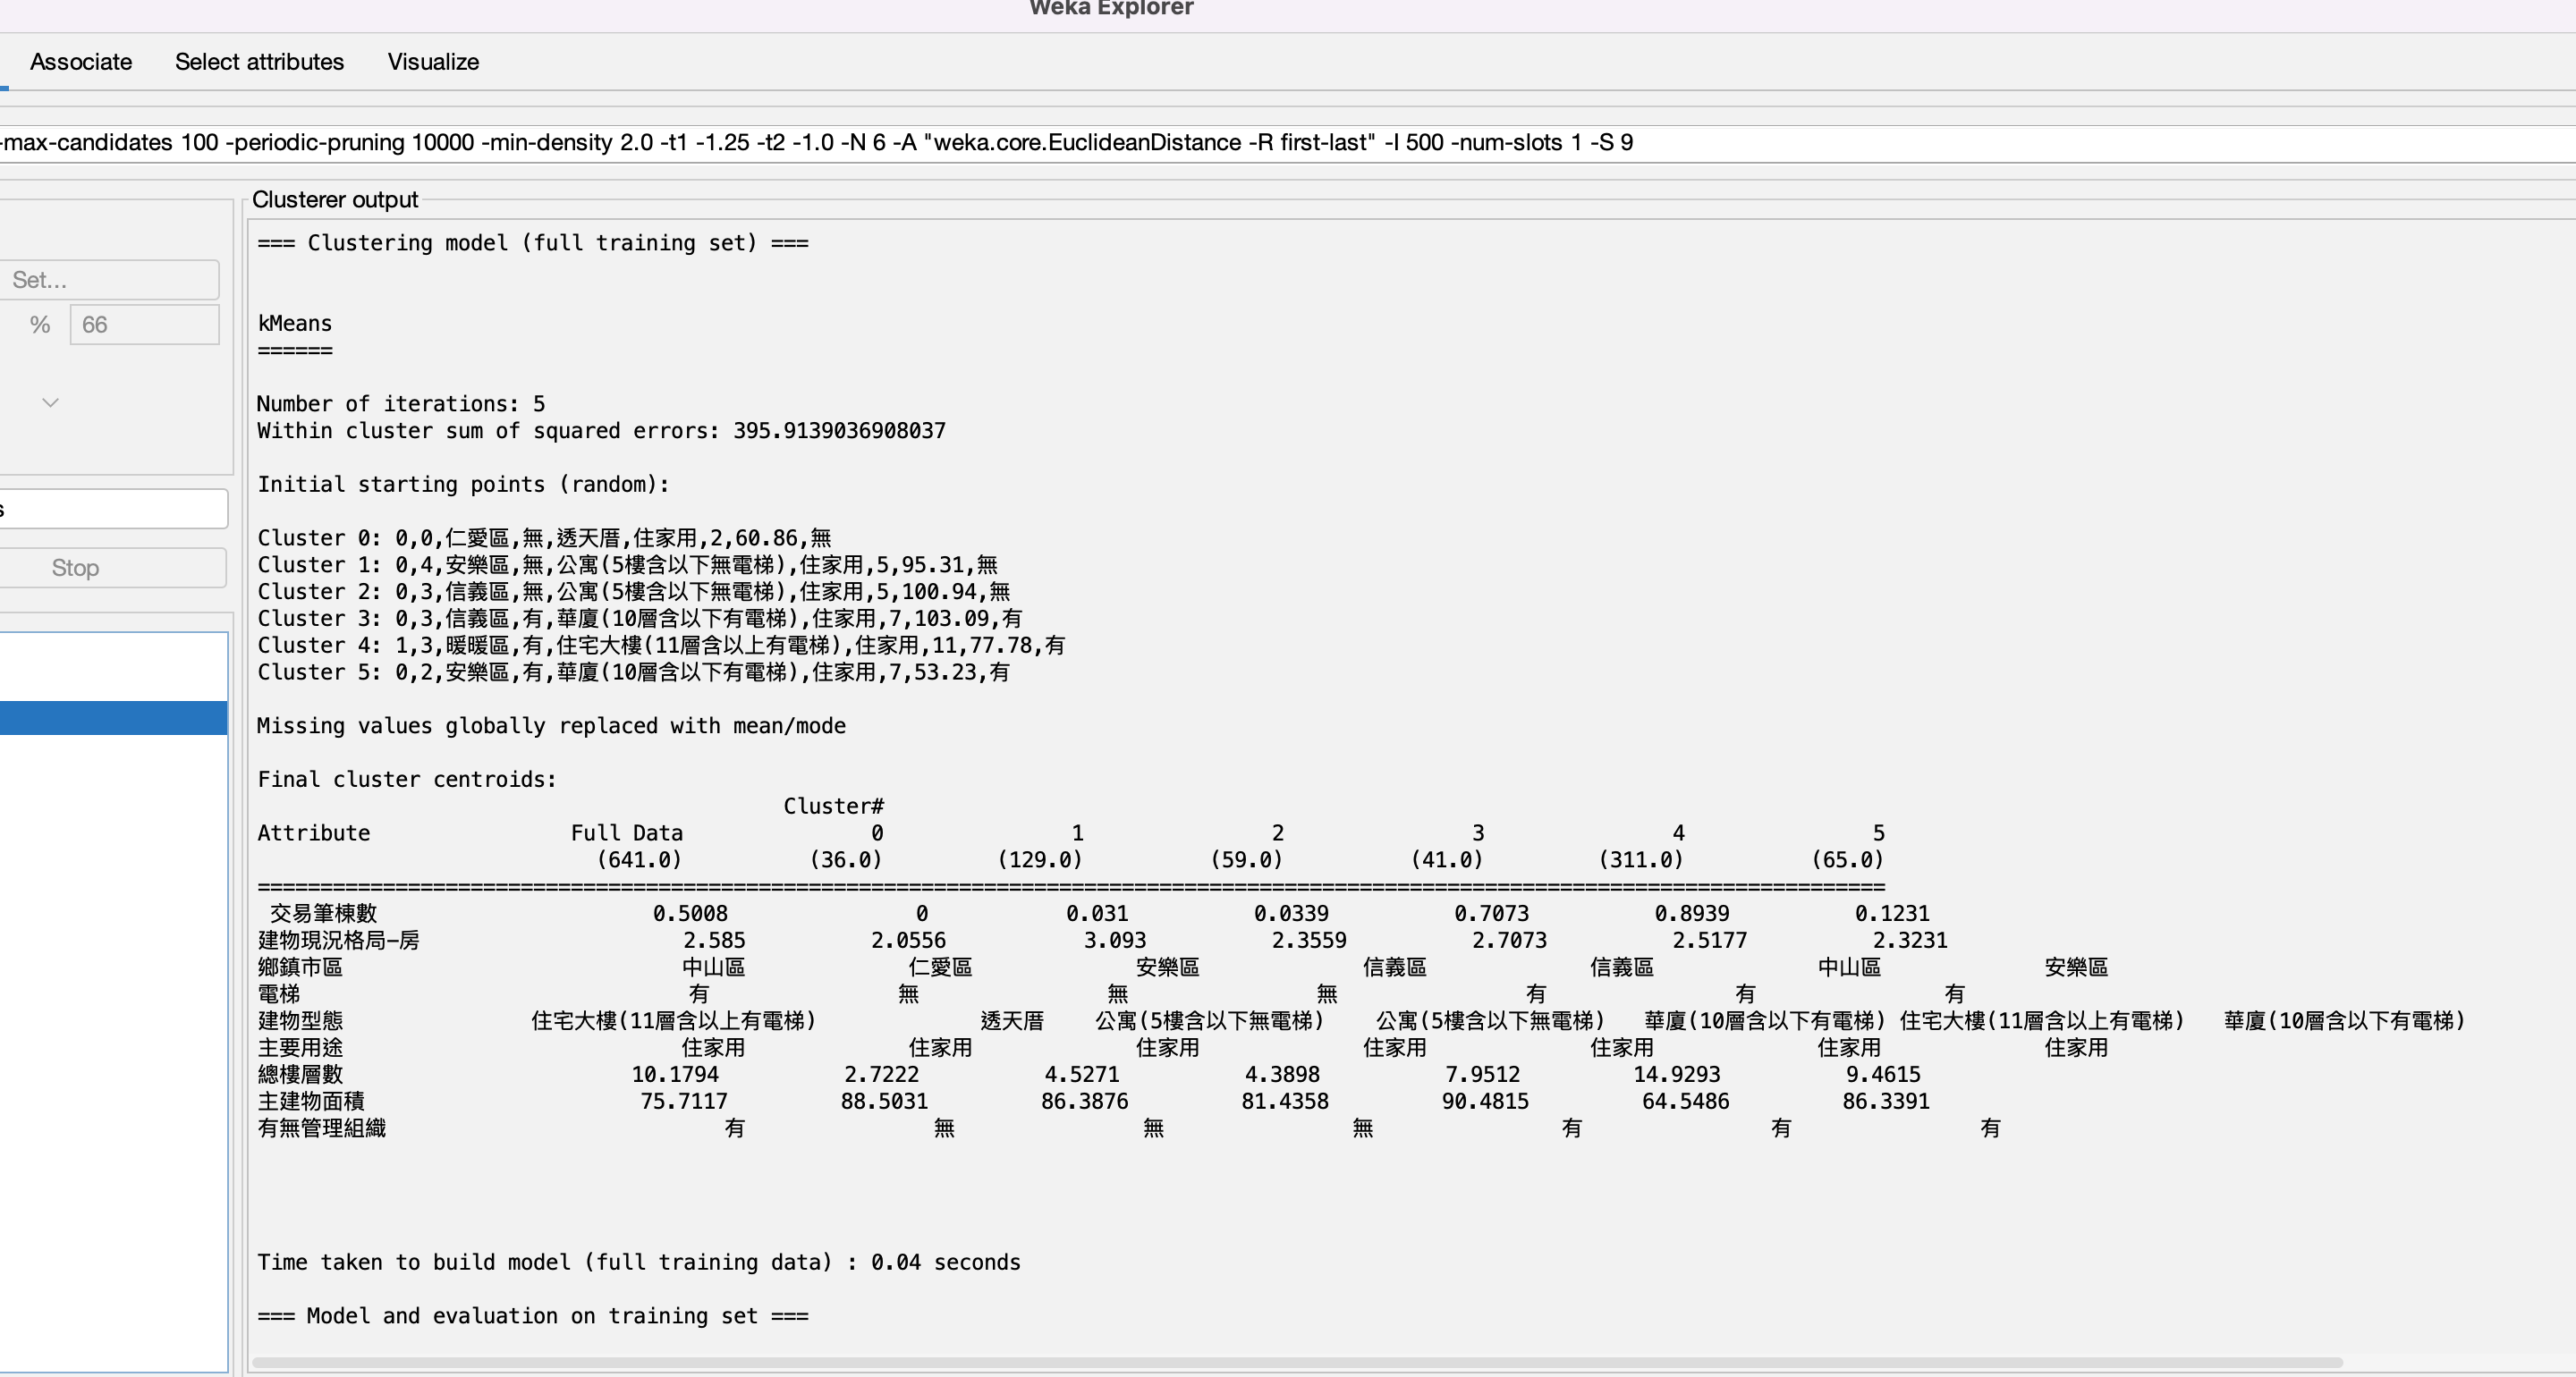 Weka Explorer
Associate Select attributes Visualize
-max-candidates 100 -periodic-pruning 10000 -min-density 2.0 -t1 -1.25 -t2 -1.0 -N 6 -A "weka.core.EuclideanDistance -R first-last" -I 500 -num-slots 1 -S 9
Clusterer output
Set...
% 66
s
Stop
=== Clustering model (full training set) ===
kMeans
======
Number of iterations: 5
Within cluster sum of squared errors: 395.9139036908037
Initial starting points (random):
Cluster 0: 0,0,仁愛區,無,透天厝,住家用,2,60.86,無
Cluster 1: 0,4,安樂區,無,公寓(5樓含以下無電梯),住家用,5,95.31,無
Cluster 2: 0,3,信義區,無,公寓(5樓含以下無電梯),住家用,5,100.94,無
Cluster 3: 0,3,信義區,有,華廈(10層含以下有電梯),住家用,7,103.09,有
Cluster 4: 1,3,暖暖區,有,住宅大樓(11層含以上有電梯),住家用,11,77.78,有
Cluster 5: 0,2,安樂區,有,華廈(10層含以下有電梯),住家用,7,53.23,有
Missing values globally replaced with mean/mode
Final cluster centroids:
Cluster#
Attribute Full Data 0 1 2 3 4 5
(641.0) (36.0) (129.0) (59.0) (41.0) (311.0) (65.0)
==================================================================================================================================
交易筆棟數 0.5008 0 0.031 0.0339 0.7073 0.8939 0.1231
建物現況格局-房 2.585 2.0556 3.093 2.3559 2.7073 2.5177 2.3231
鄉鎮市區 中山區 仁愛區 安樂區 信義區 信義區 中山區 安樂區
電梯 有 無 無 無 有 有 有
建物型態 住宅大樓(11層含以上有電梯) 透天厝 公寓(5樓含以下無電梯) 公寓(5樓含以下無電梯) 華廈(10層含以下有電梯) 住宅大樓(11層含以上有電梯) 華廈(10層含以下有電梯)
主要用途 住家用 住家用 住家用 住家用 住家用 住家用 住家用
總樓層數 10.1794 2.7222 4.5271 4.3898 7.9512 14.9293 9.4615
主建物面積 75.7117 88.5031 86.3876 81.4358 90.4815 64.5486 86.3391
有無管理組織 有 無 無 無 有 有 有
Time taken to build model (full training data) : 0.04 seconds
=== Model and evaluation on training set ===